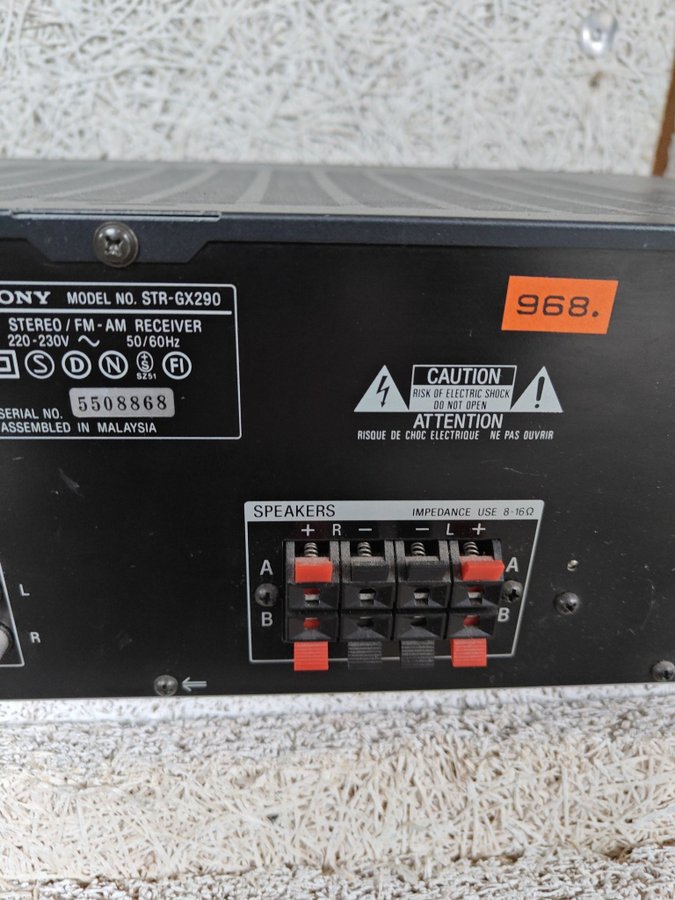 ONY MODEL NO. STR-GX290
STEREO/FM-AM RECEIVER
220-230V ~ 50/60Hz
S D N S FI
SZ51
SERIAL NO. 5508868
ASSEMBLED IN MALAYSIA
968.
CAUTION
RISK OF ELECTRIC SHOCK
DO NOT OPEN
ATTENTION
RISQUE DE CHOC ELECTRIQUE NE PAS OUVRIR
SPEAKERS IMPEDANCE USE 8-16Ω
+ R − − L +
A A
B B
L
R